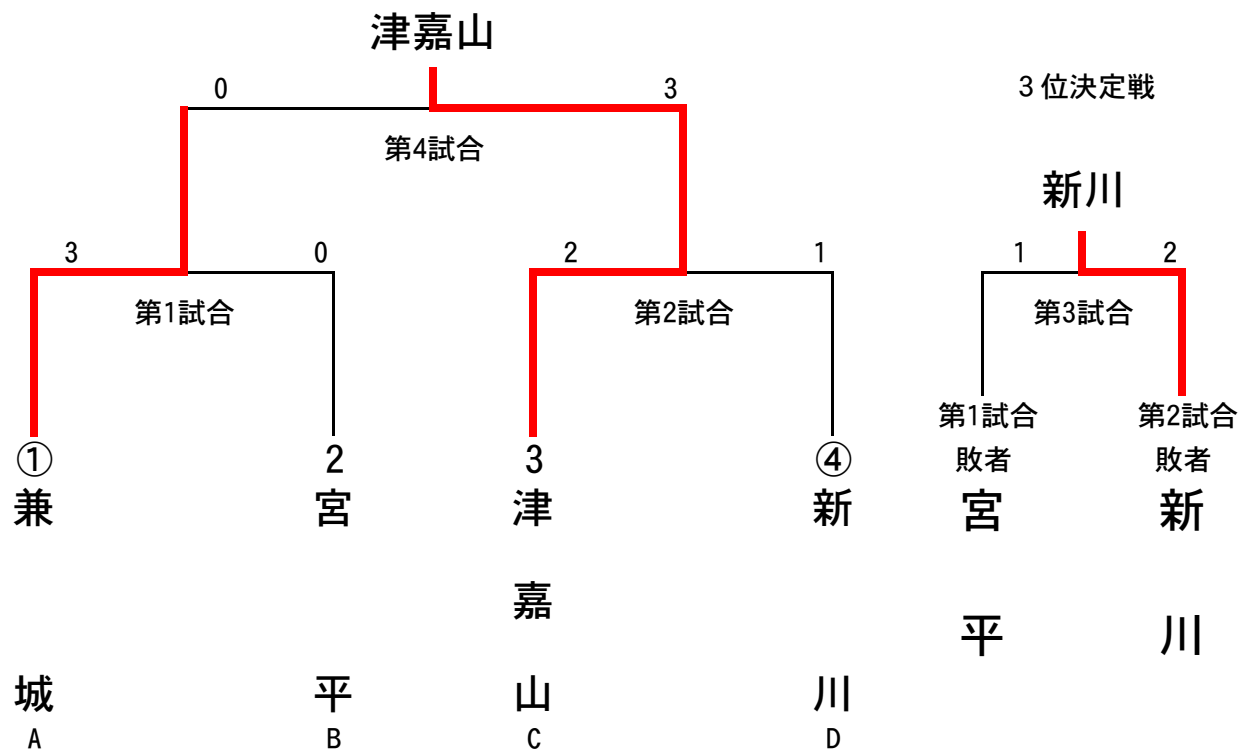 津嘉山
0
3
3位決定戦
第4試合
新川
3
0
2
1
1
2
第1試合
第2試合
第3試合
第1試合
敗者
第2試合
敗者
①
2
3
④
兼城
宮平
津嘉山
新川
宮平
新川
A
B
C
D